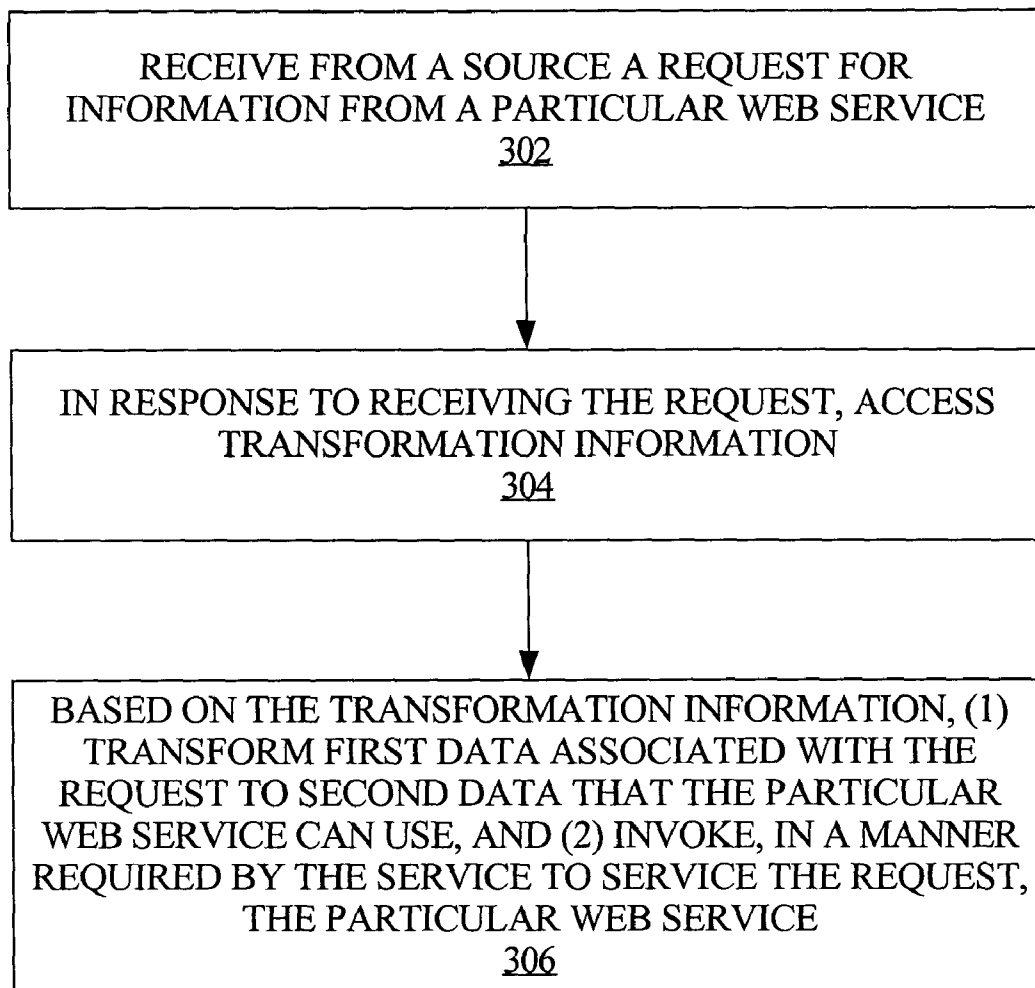 RECEIVE FROM A SOURCE A REQUEST FOR
INFORMATION FROM A PARTICULAR WEB SERVICE
302
IN RESPONSE TO RECEIVING THE REQUEST, ACCESS
TRANSFORMATION INFORMATION
304
BASED ON THE TRANSFORMATION INFORMATION, (1)
TRANSFORM FIRST DATA ASSOCIATED WITH THE
REQUEST TO SECOND DATA THAT THE PARTICULAR
WEB SERVICE CAN USE, AND (2) INVOKE, IN A MANNER
REQUIRED BY THE SERVICE TO SERVICE THE REQUEST,
THE PARTICULAR WEB SERVICE
306